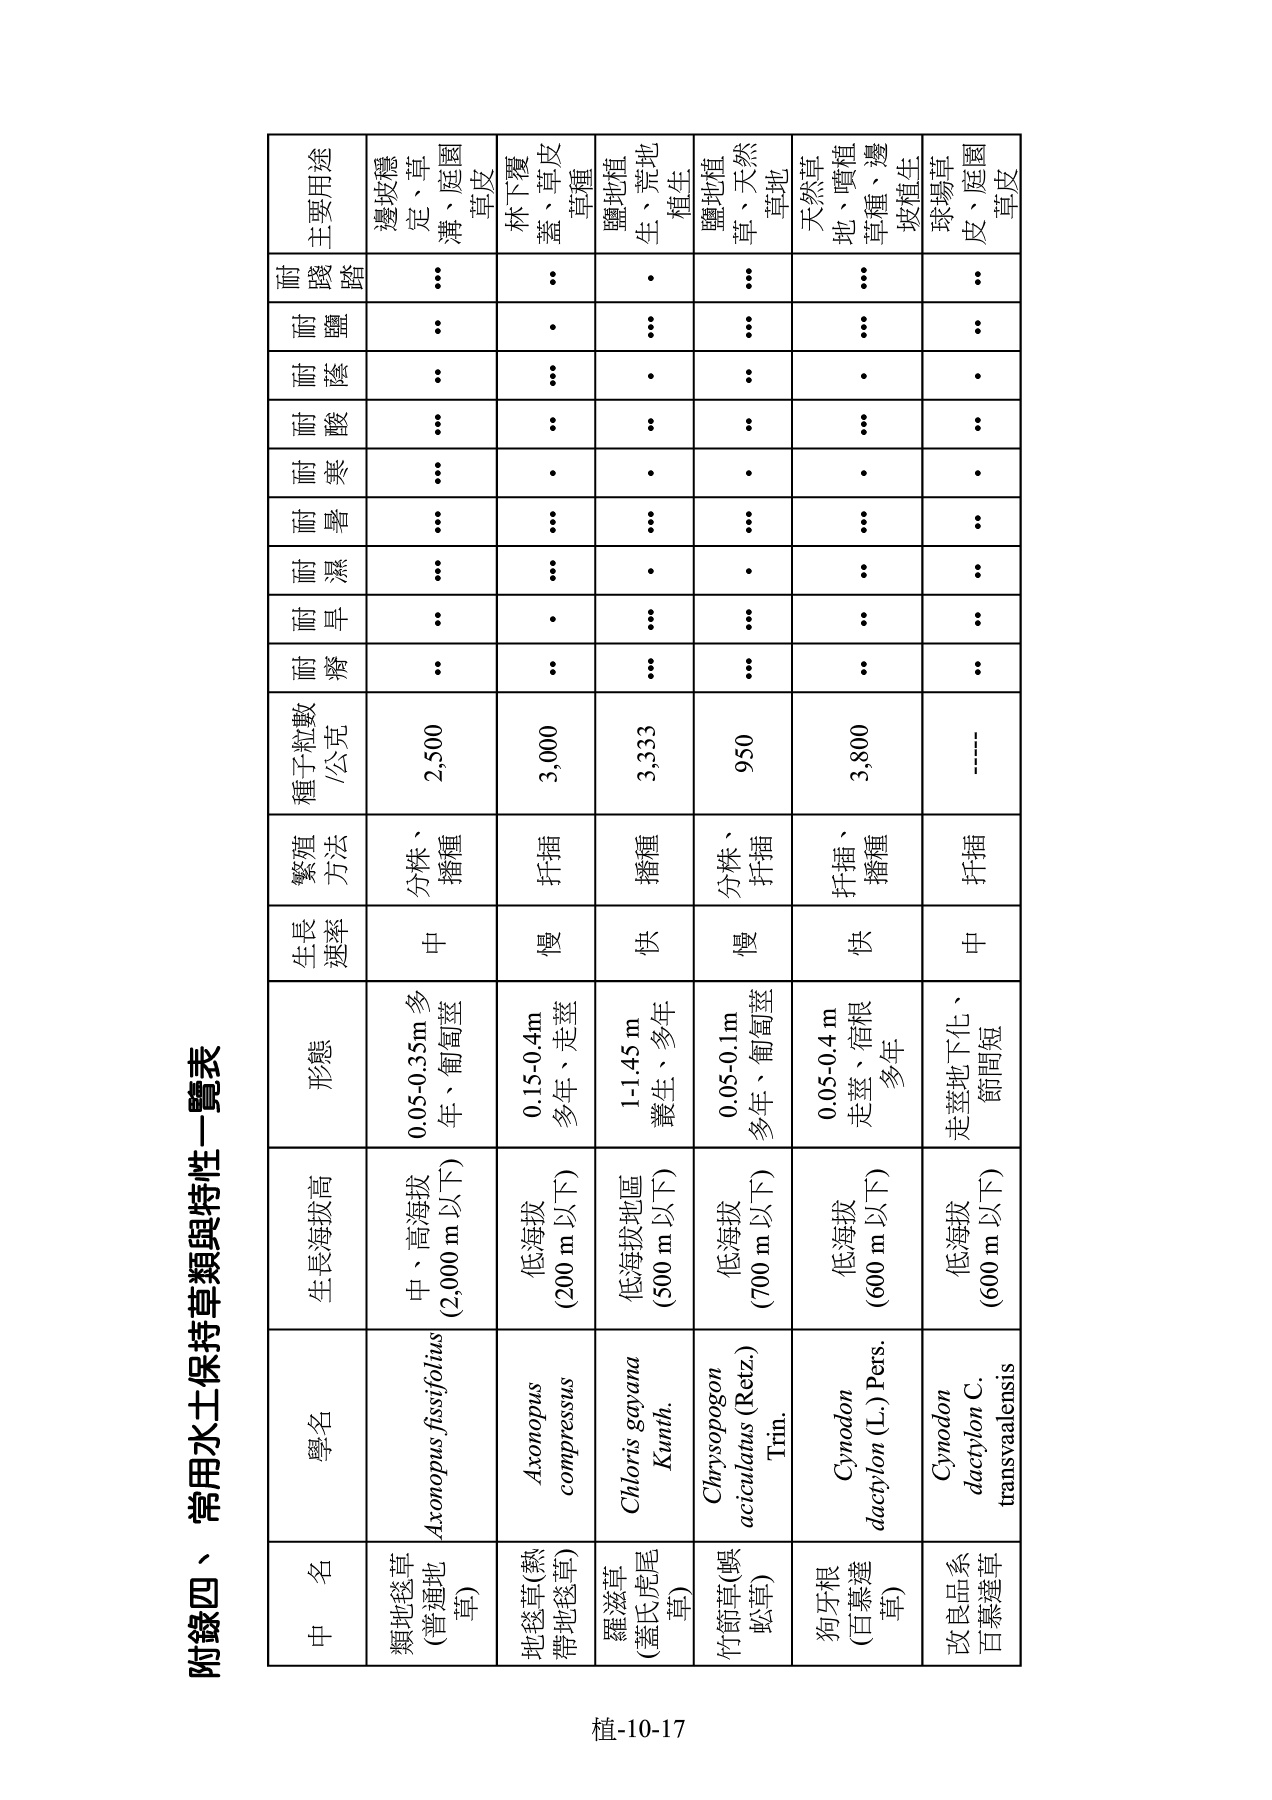 附錄四、 常用水土保持草類與特性一覽表
中 名 學名 生長海拔高 形態 生長速率 繁殖方法 種子粒數/公克 耐瘠 耐旱 耐濕 耐暑 耐寒 耐酸 耐蔭 耐鹽 耐踐踏 主要用途
類地毯草(普通地草) Axonopus fissifolius 中、高海拔(2,000 m 以下) 0.05-0.35m 多年、匍匐莖 中 分株、播種 2,500 •• •• ••• ••• ••• ••• •• •• ••• 邊坡穩定、草溝、庭園草皮
地毯草(熱帶地毯草) Axonopus compressus 低海拔(200 m 以下) 0.15-0.4m 多年、走莖 慢 扦插 3,000 •• • ••• ••• • •• ••• • •• 林下覆蓋、草皮草種
羅滋草(蓋氏虎尾草) Chloris gayana Kunth. 低海拔地區(500 m 以下) 1-1.45 m 叢生、多年 快 播種 3,333 ••• ••• • ••• • •• • ••• • 鹽地植生、荒地植生
竹節草(蜈蚣草) Chrysopogon aciculatus (Retz.) Trin. 低海拔(700 m 以下) 0.05-0.1m 多年、匍匐莖 慢 分株、扦插 950 ••• ••• • ••• • •• •• ••• ••• 鹽地植草、天然草地
狗牙根(百慕達草) Cynodon dactylon (L.) Pers. 低海拔(600 m 以下) 0.05-0.4 m 走莖、宿根多年 快 扦插、播種 3,800 •• •• •• ••• • ••• • ••• ••• 天然草地、噴植草種、邊坡植生
改良品系百慕達草 Cynodon dactylon C. transvaalensis 低海拔(600 m 以下) 走莖地下化、節間短 中 扦插 ----- •• •• •• •• • •• • •• •• 球場草皮、庭園草皮
植-10-17